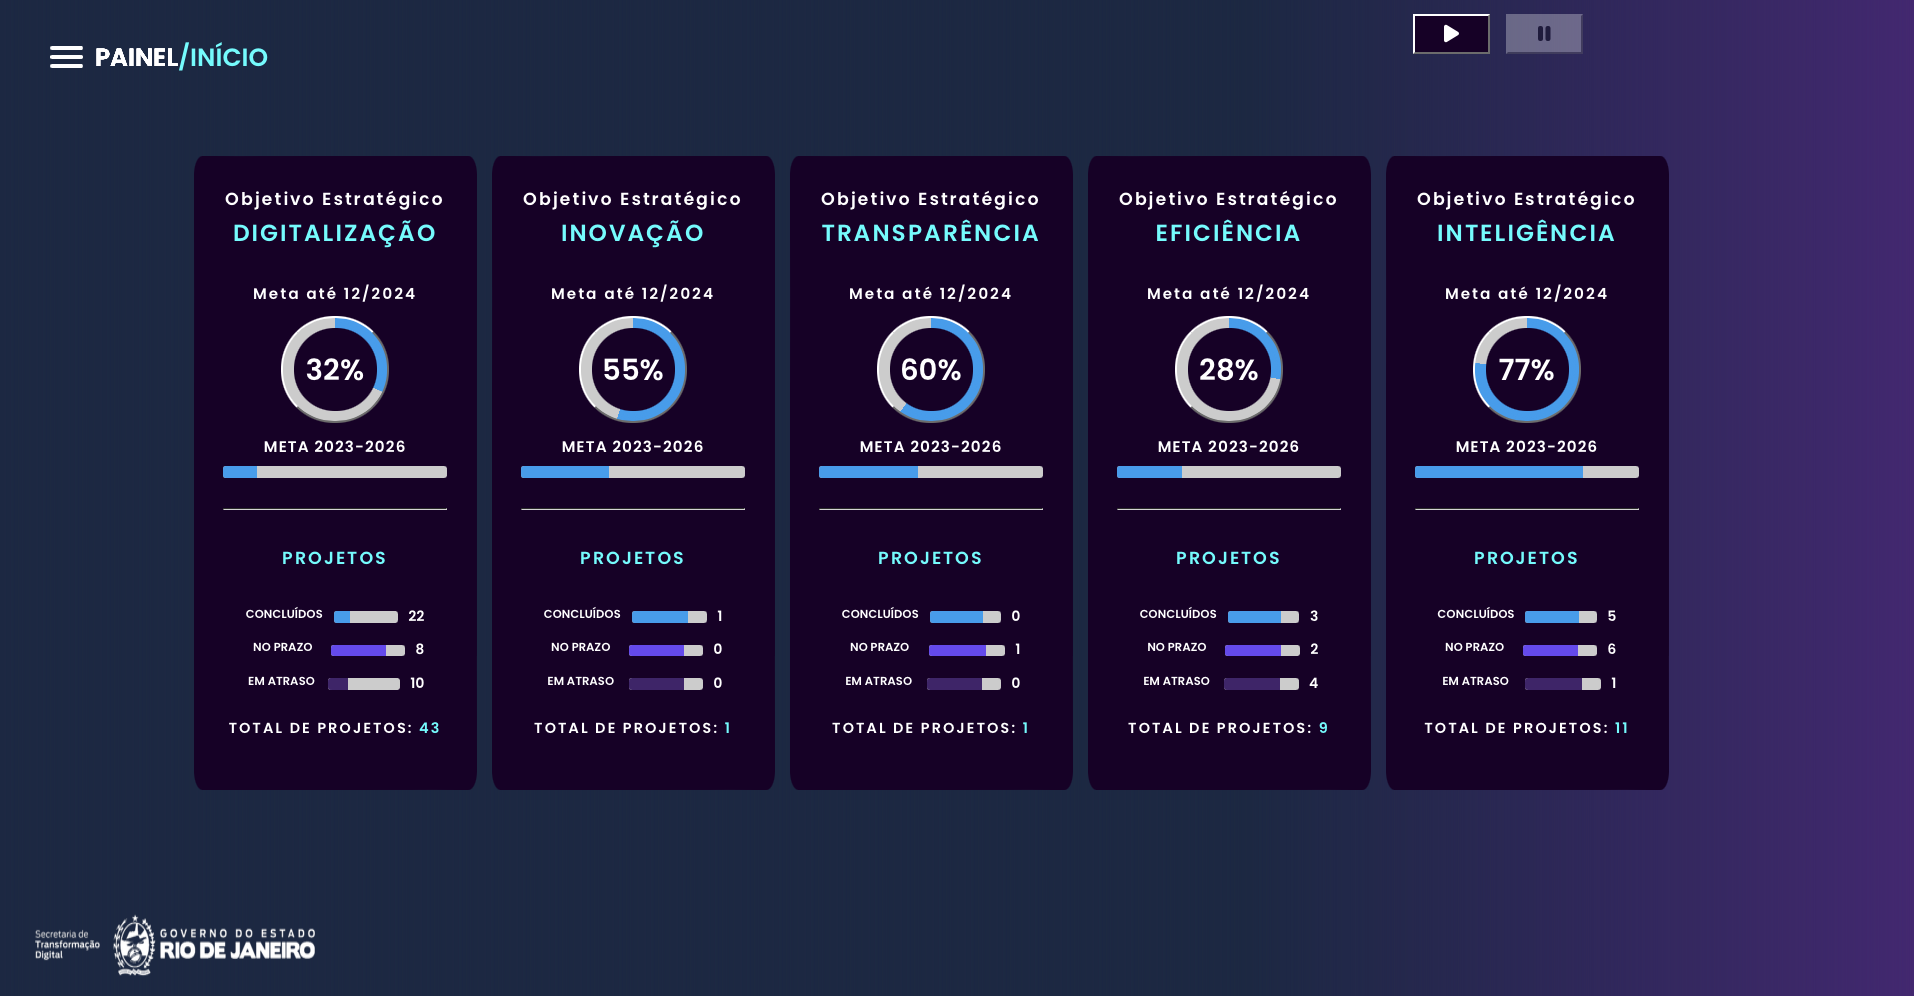 PAINEL/INÍCIO
Objetivo Estratégico
DIGITALIZAÇÃO
Meta até 12/2024
32%
META 2023-2026
PROJETOS
CONCLUÍDOS 22
NO PRAZO 8
EM ATRASO 10
TOTAL DE PROJETOS: 43
Objetivo Estratégico
INOVAÇÃO
Meta até 12/2024
55%
META 2023-2026
PROJETOS
CONCLUÍDOS 1
NO PRAZO 0
EM ATRASO 0
TOTAL DE PROJETOS: 1
Objetivo Estratégico
TRANSPARÊNCIA
Meta até 12/2024
60%
META 2023-2026
PROJETOS
CONCLUÍDOS 0
NO PRAZO 1
EM ATRASO 0
TOTAL DE PROJETOS: 1
Objetivo Estratégico
EFICIÊNCIA
Meta até 12/2024
28%
META 2023-2026
PROJETOS
CONCLUÍDOS 3
NO PRAZO 2
EM ATRASO 4
TOTAL DE PROJETOS: 9
Objetivo Estratégico
INTELIGÊNCIA
Meta até 12/2024
77%
META 2023-2026
PROJETOS
CONCLUÍDOS 5
NO PRAZO 6
EM ATRASO 1
TOTAL DE PROJETOS: 11
Secretaria de
Transformação
Digital
GOVERNO DO ESTADO
RIO DE JANEIRO